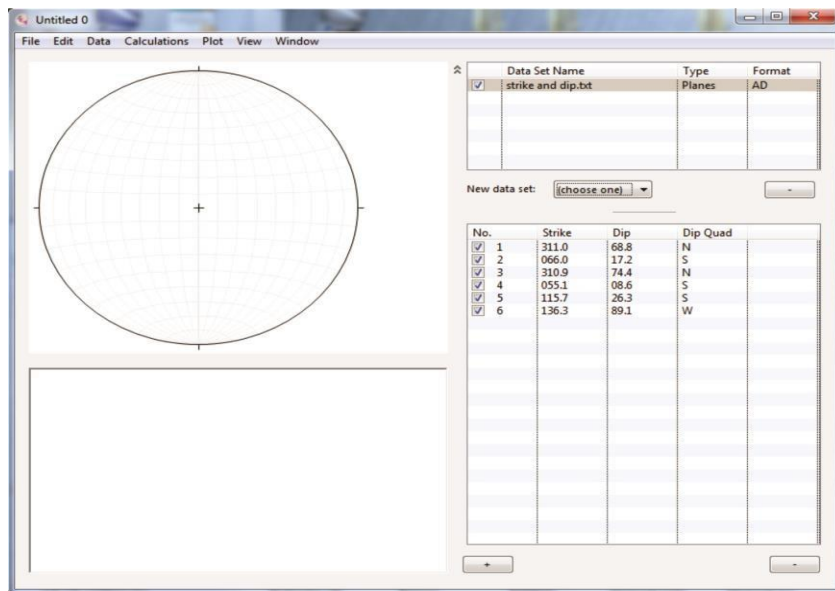 Untitled 0
File Edit Data Calculations Plot View Window
Data Set Name Type Format
strike and dip.txt Planes AD
New data set: (choose one) -
No. Strike Dip Dip Quad
1 311.0 68.8 N
2 066.0 17.2 S
3 310.9 74.4 N
4 055.1 08.6 S
5 115.7 26.3 S
6 136.3 89.1 W
+ -